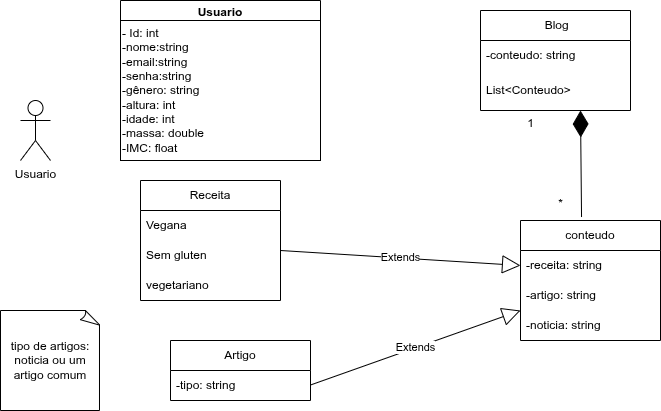 Usuario
- Id: int
-nome:string
-email:string
-senha:string
-gênero: string
-altura: int
-idade: int
-massa: double
-IMC: float
Blog
-conteudo: string
List<Conteudo>
1
*
Usuario
Receita
Vegana
Sem gluten
vegetariano
Extends
conteudo
-receita: string
-artigo: string
-noticia: string
tipo de artigos:
noticia ou um
artigo comum
Artigo
-tipo: string
Extends